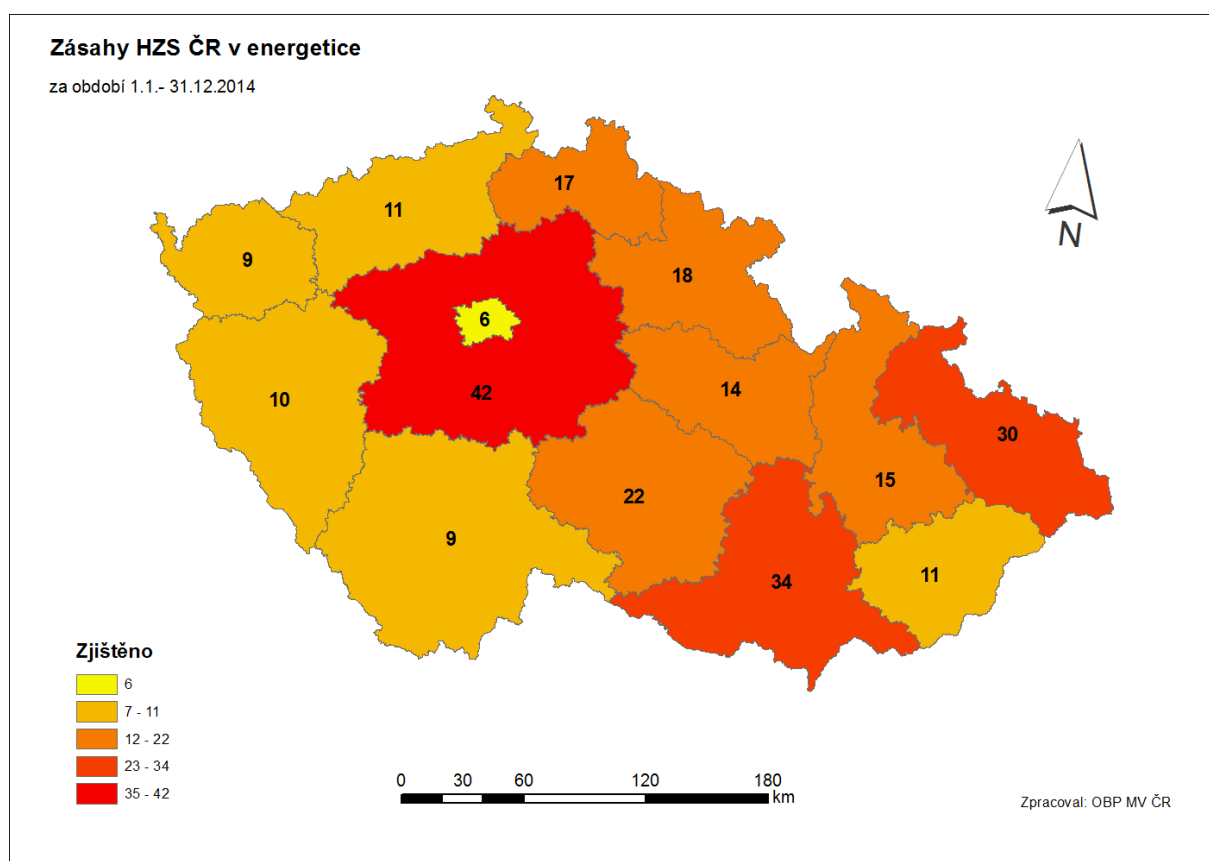 Zásahy HZS ČR v energetice
za období 1.1.- 31.12.2014
17
11
9
18
6
10
42
14
30
15
22
9
11
34
N
Zjištěno
6
7 - 11
12 - 22
23 - 34
35 - 42
0 30 60 120 180
km
Zpracoval: OBP MV ČR